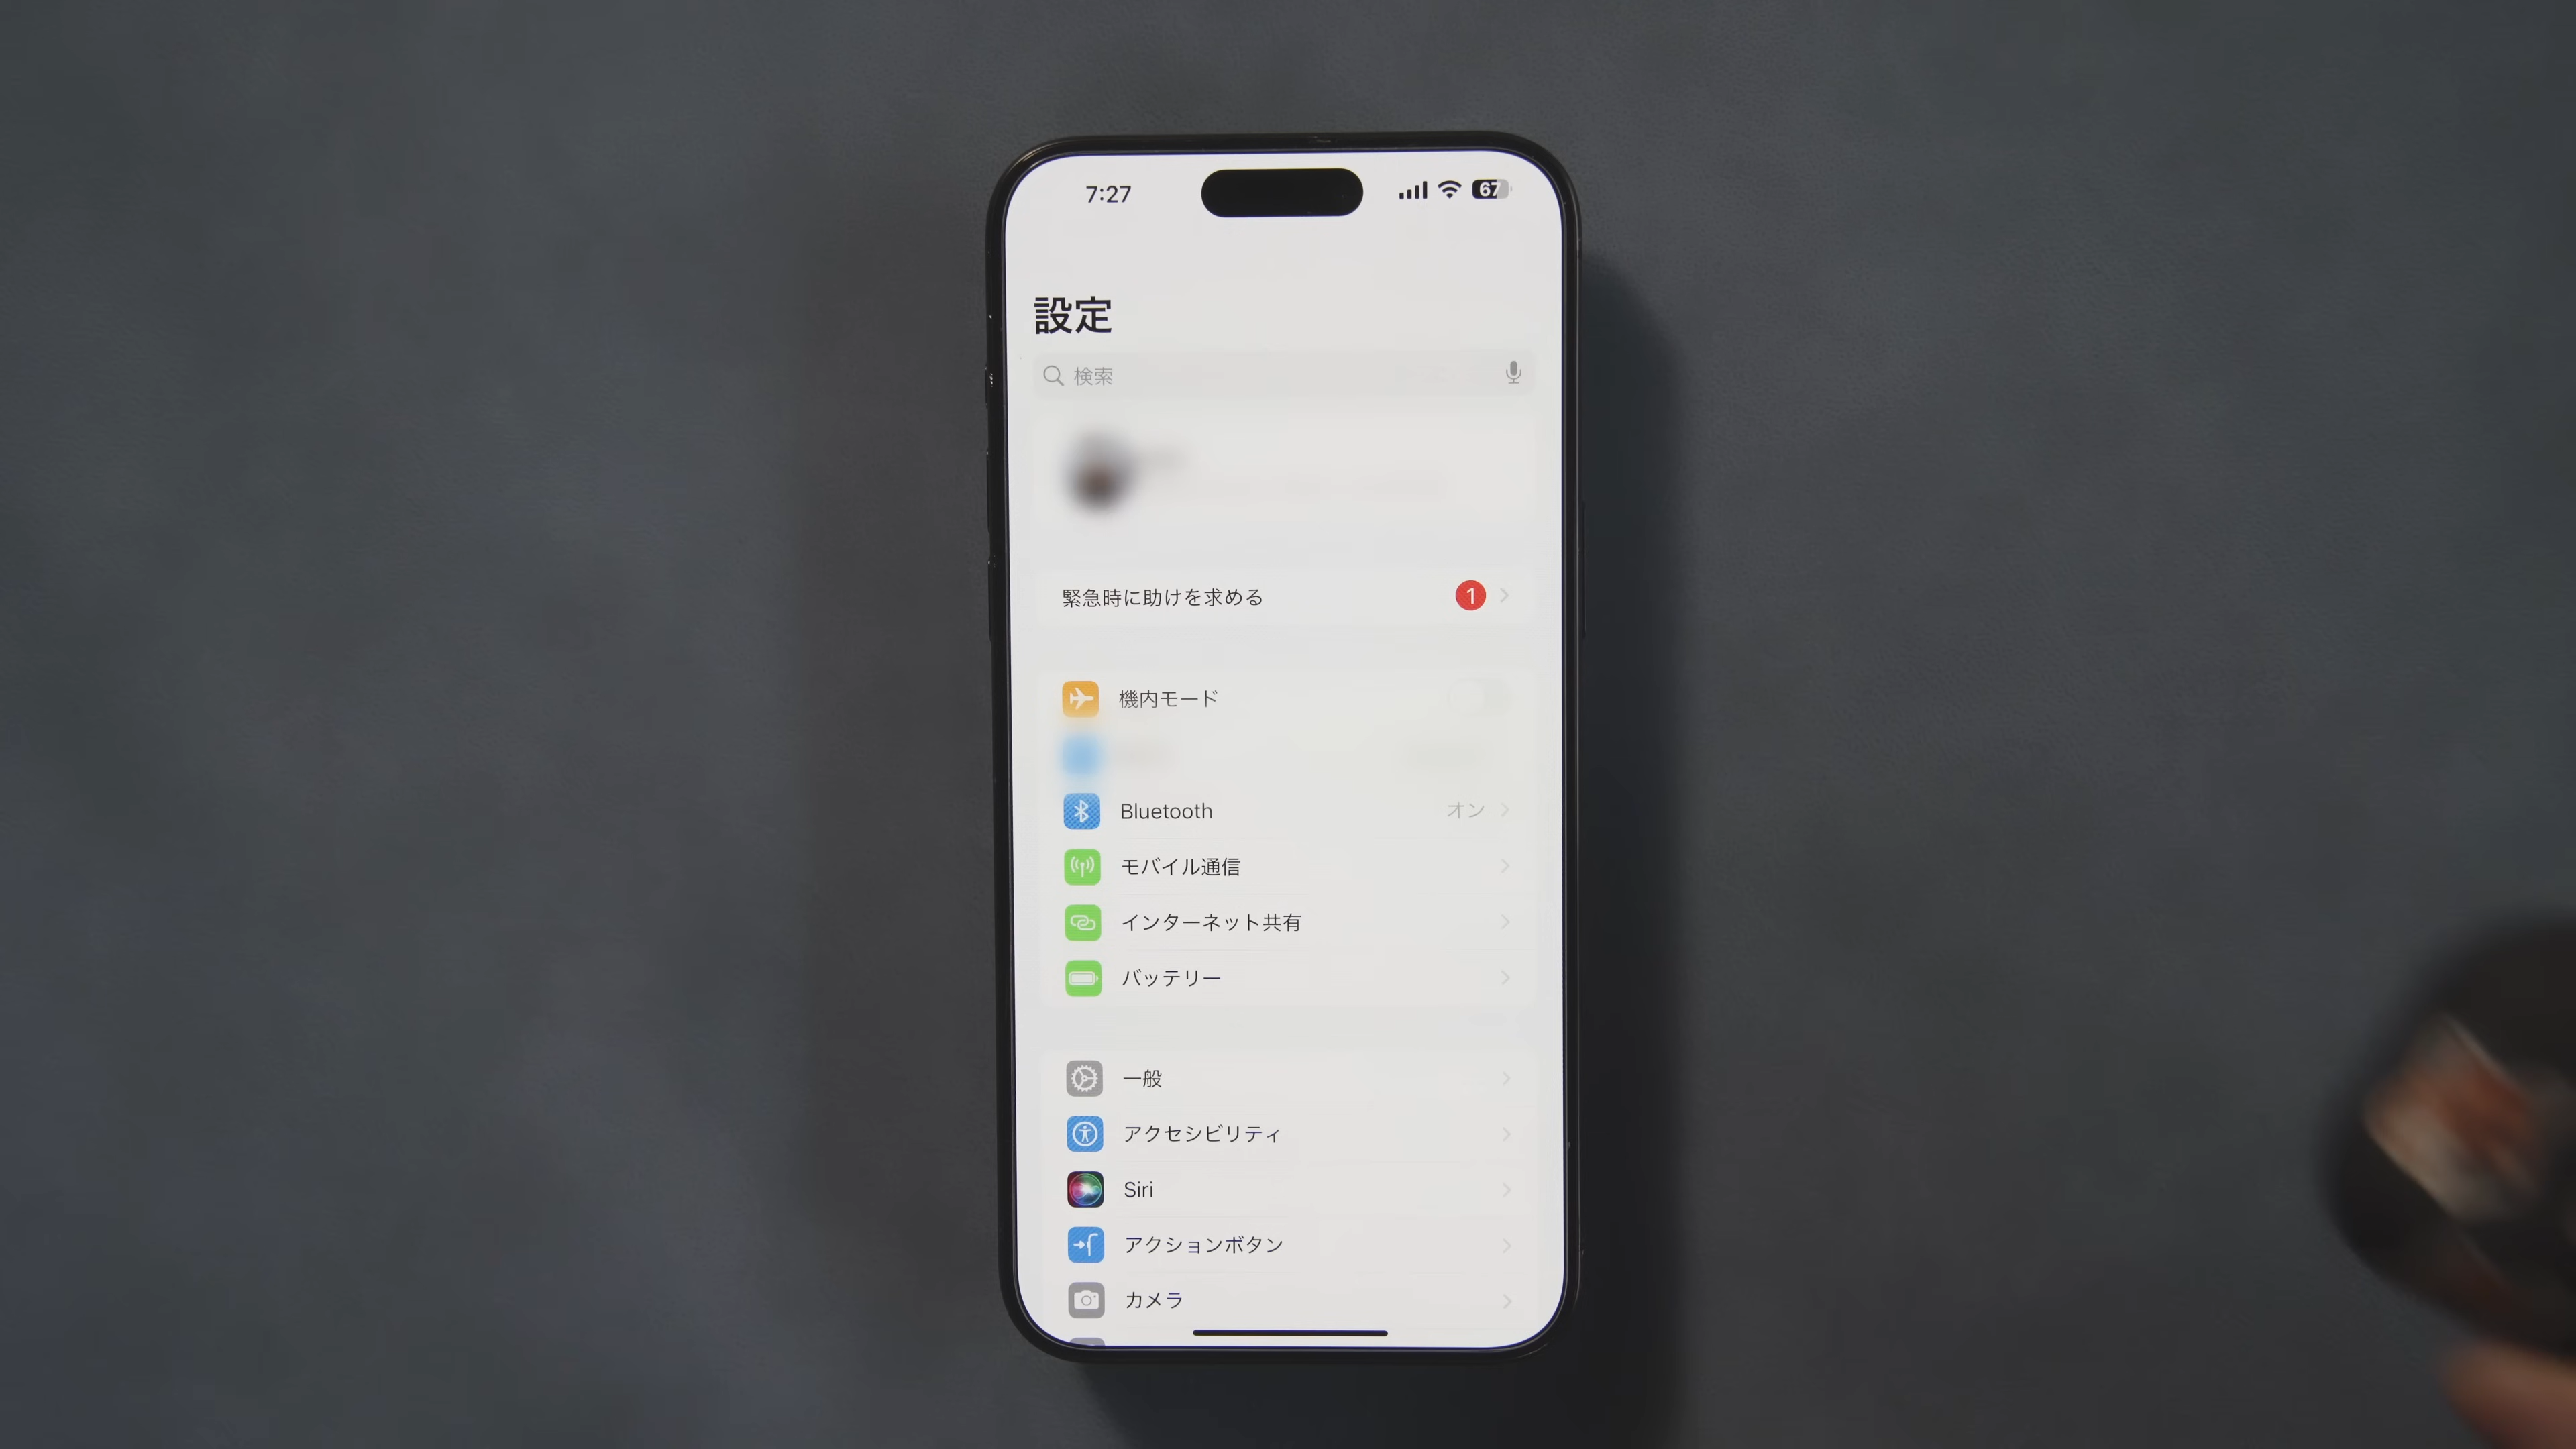 7:27
67
設定
検索
緊急時に助けを求める
1
機内モード
Bluetooth
オン
モバイル通信
インターネット共有
バッテリー
一般
アクセシビリティ
Siri
アクションボタン
カメラ